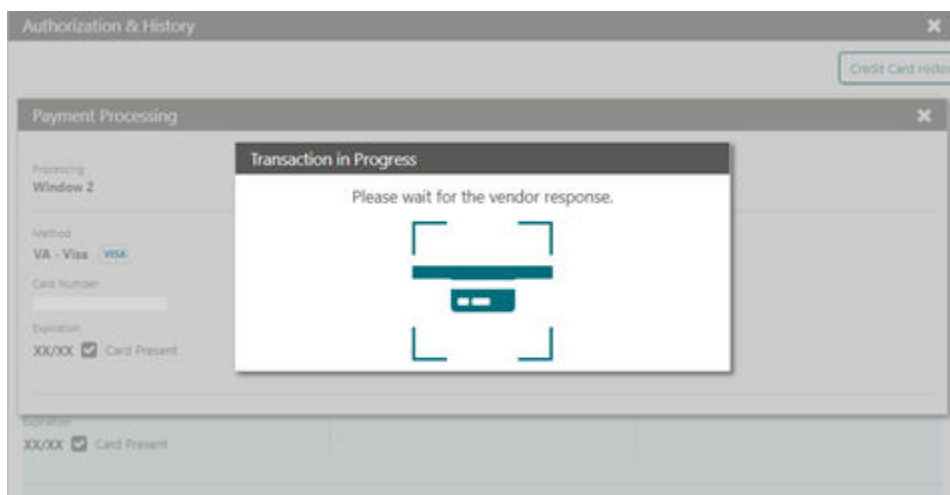 Authorization & History
Credit Card Histo
Payment Processing
Transaction in Progress
Please wait for the vendor response.
Processing
Window 2
Method
VA - Visa VISA
Card Number
Expiration
XX/XX Card Present
Expiration
XX/XX Card Present